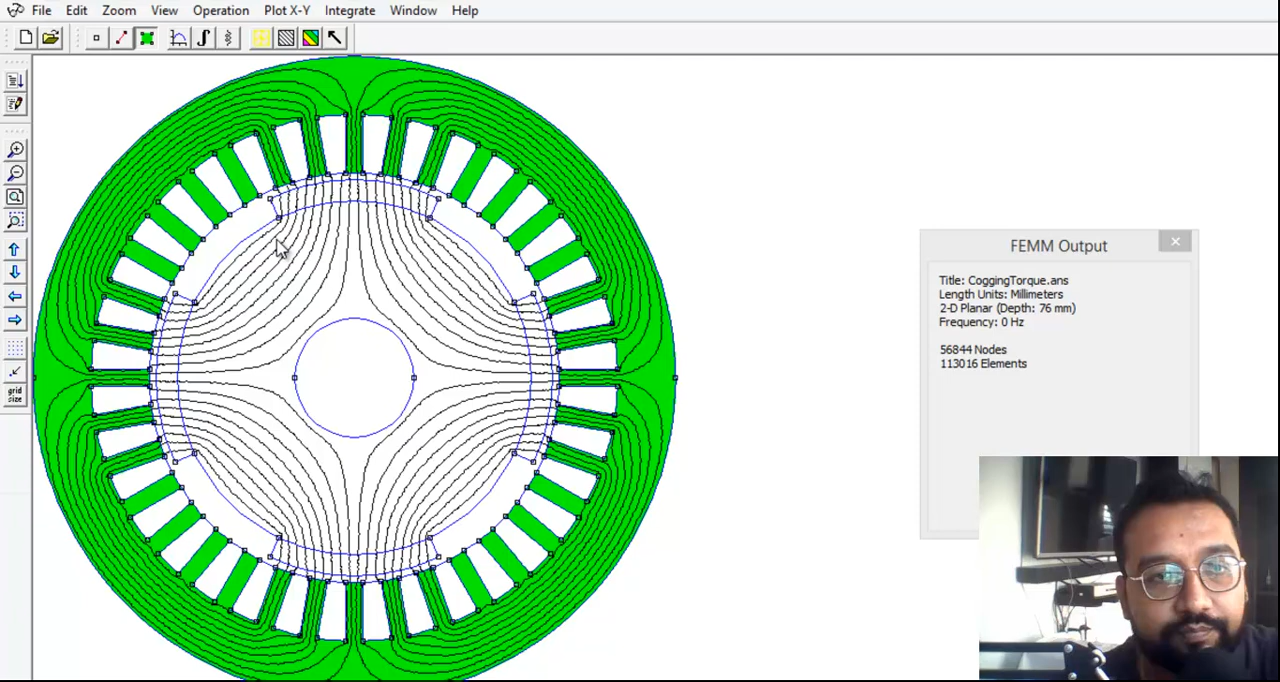 File Edit Zoom View Operation Plot X-Y Integrate Window Help
grid
size
FEMM Output
Title: CoggingTorque.ans
Length Units: Millimeters
2-D Planar (Depth: 76 mm)
Frequency: 0 Hz
56844 Nodes
113016 Elements